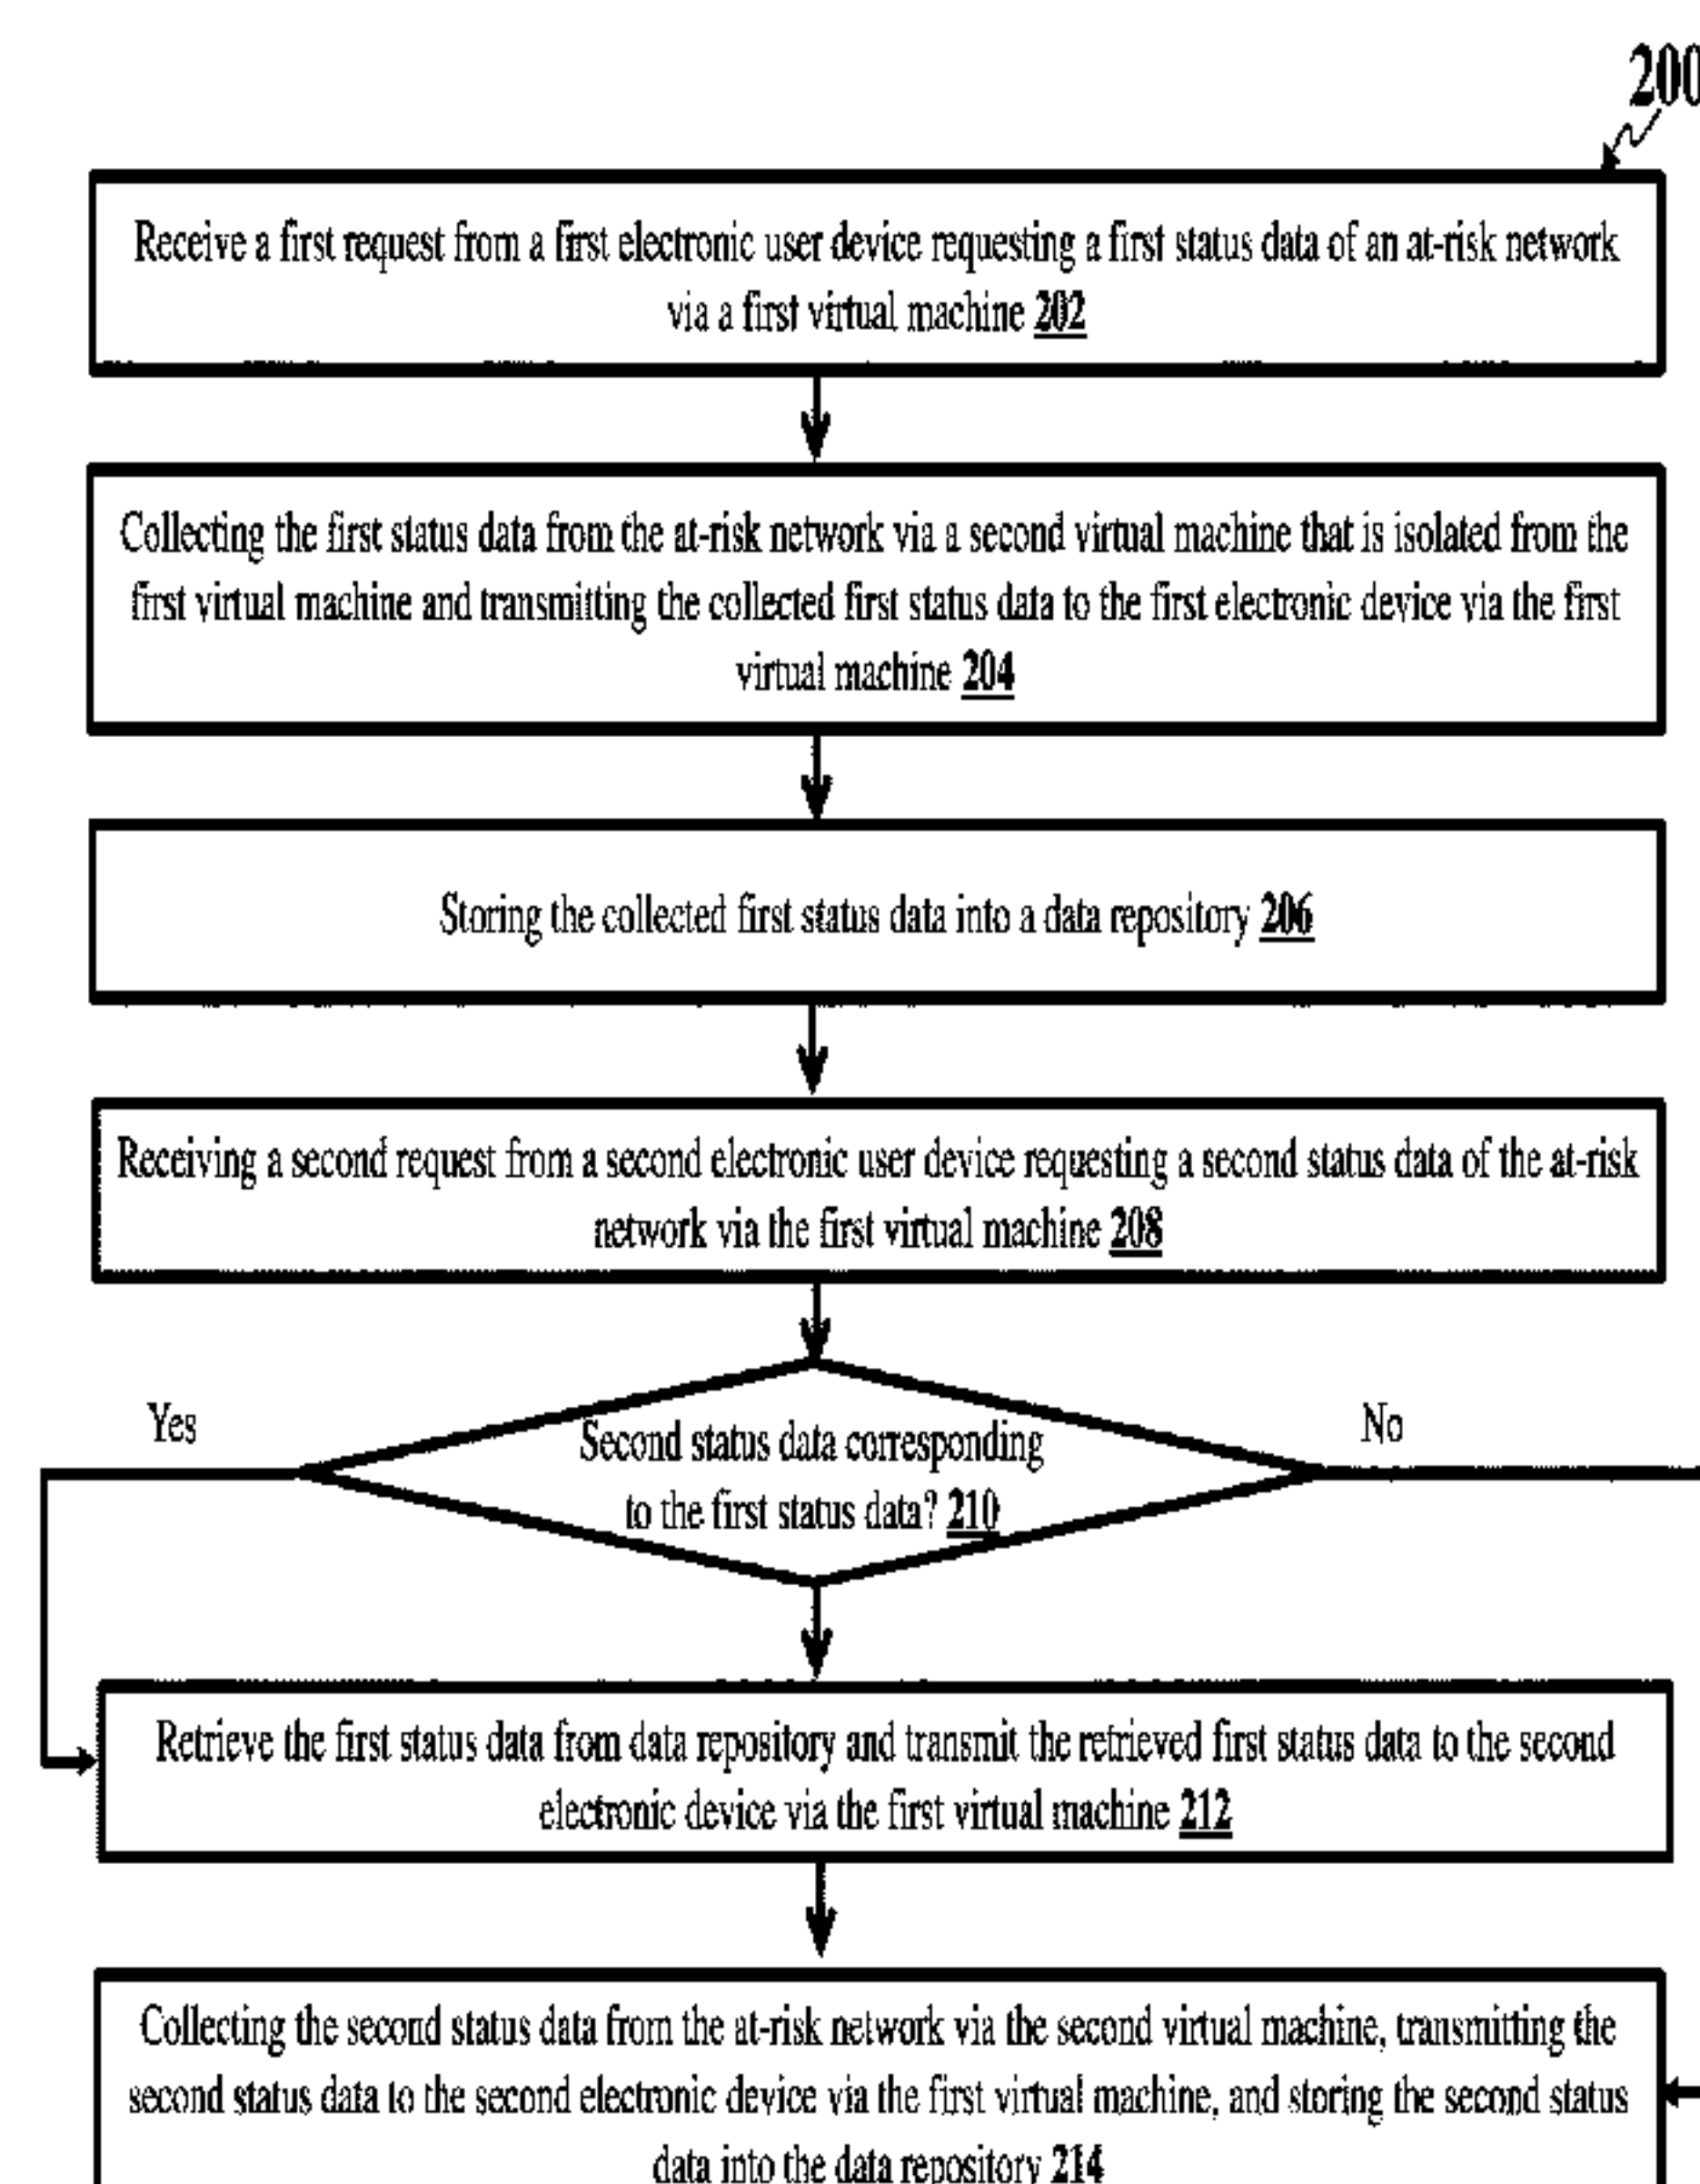 200
Receive a first request from a first electronic user device requesting a first status data of an at-risk network
via a first virtual machine 202
Collecting the first status data from the at-risk network via a second virtual machine that is isolated from the
first virtual machine and transmitting the collected first status data to the first electronic device via the first
virtual machine 204
Storing the collected first status data into a data repository 206
Receiving a second request from a second electronic user device requesting a second status data of the at-risk
network via the first virtual machine 208
Yes
No
Second status data corresponding
to the first status data? 210
Retrieve the first status data from data repository and transmit the retrieved first status data to the second
electronic device via the first virtual machine 212
Collecting the second status data from the at-risk network via the second virtual machine, transmitting the
second status data to the second electronic device via the first virtual machine, and storing the second status
data into the data repository 214